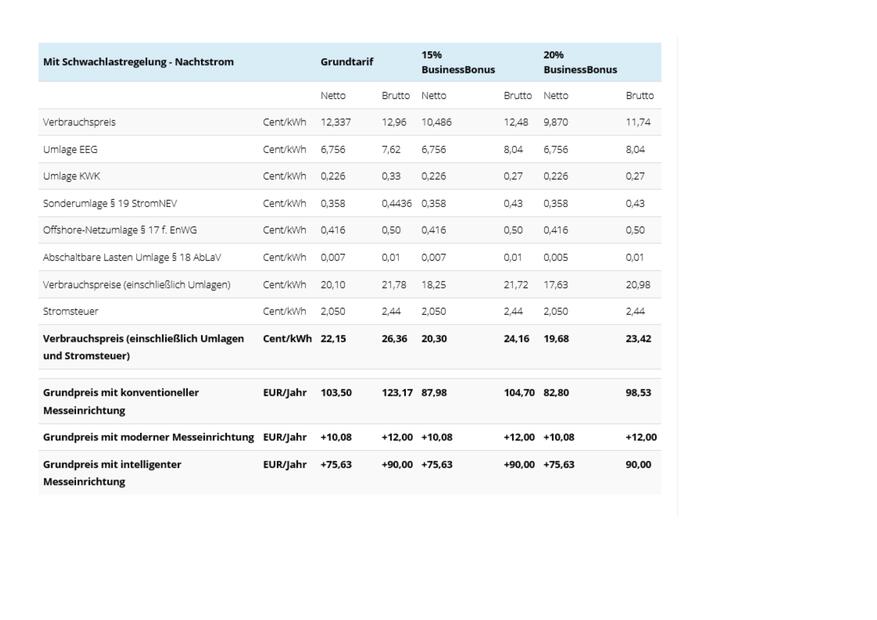 Mit Schwachlastregelung - Nachtstrom Grundtarif 15% BusinessBonus 20% BusinessBonus
Netto Brutto Netto Brutto Netto Brutto
Verbrauchspreis Cent/kWh 12,337 12,96 10,486 12,48 9,870 11,74
Umlage EEG Cent/kWh 6,756 7,62 6,756 8,04 6,756 8,04
Umlage KWK Cent/kWh 0,226 0,33 0,226 0,27 0,226 0,27
Sonderumlage § 19 StromNEV Cent/kWh 0,358 0,4436 0,358 0,43 0,358 0,43
Offshore-Netzumlage § 17 f. EnWG Cent/kWh 0,416 0,50 0,416 0,50 0,416 0,50
Abschaltbare Lasten Umlage § 18 AbLaV Cent/kWh 0,007 0,01 0,007 0,01 0,005 0,01
Verbrauchspreise (einschließlich Umlagen) Cent/kWh 20,10 21,78 18,25 21,72 17,63 20,98
Stromsteuer Cent/kWh 2,050 2,44 2,050 2,44 2,050 2,44
Verbrauchspreis (einschließlich Umlagen und Stromsteuer) Cent/kWh 22,15 26,36 20,30 24,16 19,68 23,42
Grundpreis mit konventioneller Messeinrichtung EUR/Jahr 103,50 123,17 87,98 104,70 82,80 98,53
Grundpreis mit moderner Messeinrichtung EUR/Jahr +10,08 +12,00 +10,08 +12,00 +10,08 +12,00
Grundpreis mit intelligenter Messeinrichtung EUR/Jahr +75,63 +90,00 +75,63 +90,00 +75,63 90,00